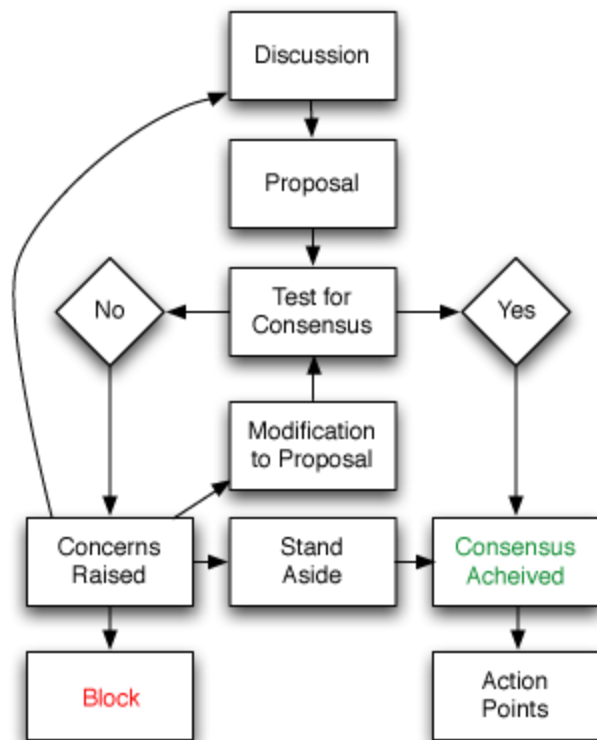 Discussion
Proposal
No
Test for
Consensus
Yes
Modification
to Proposal
Concerns
Raised
Stand
Aside
Consensus
Acheived
Block
Action
Points